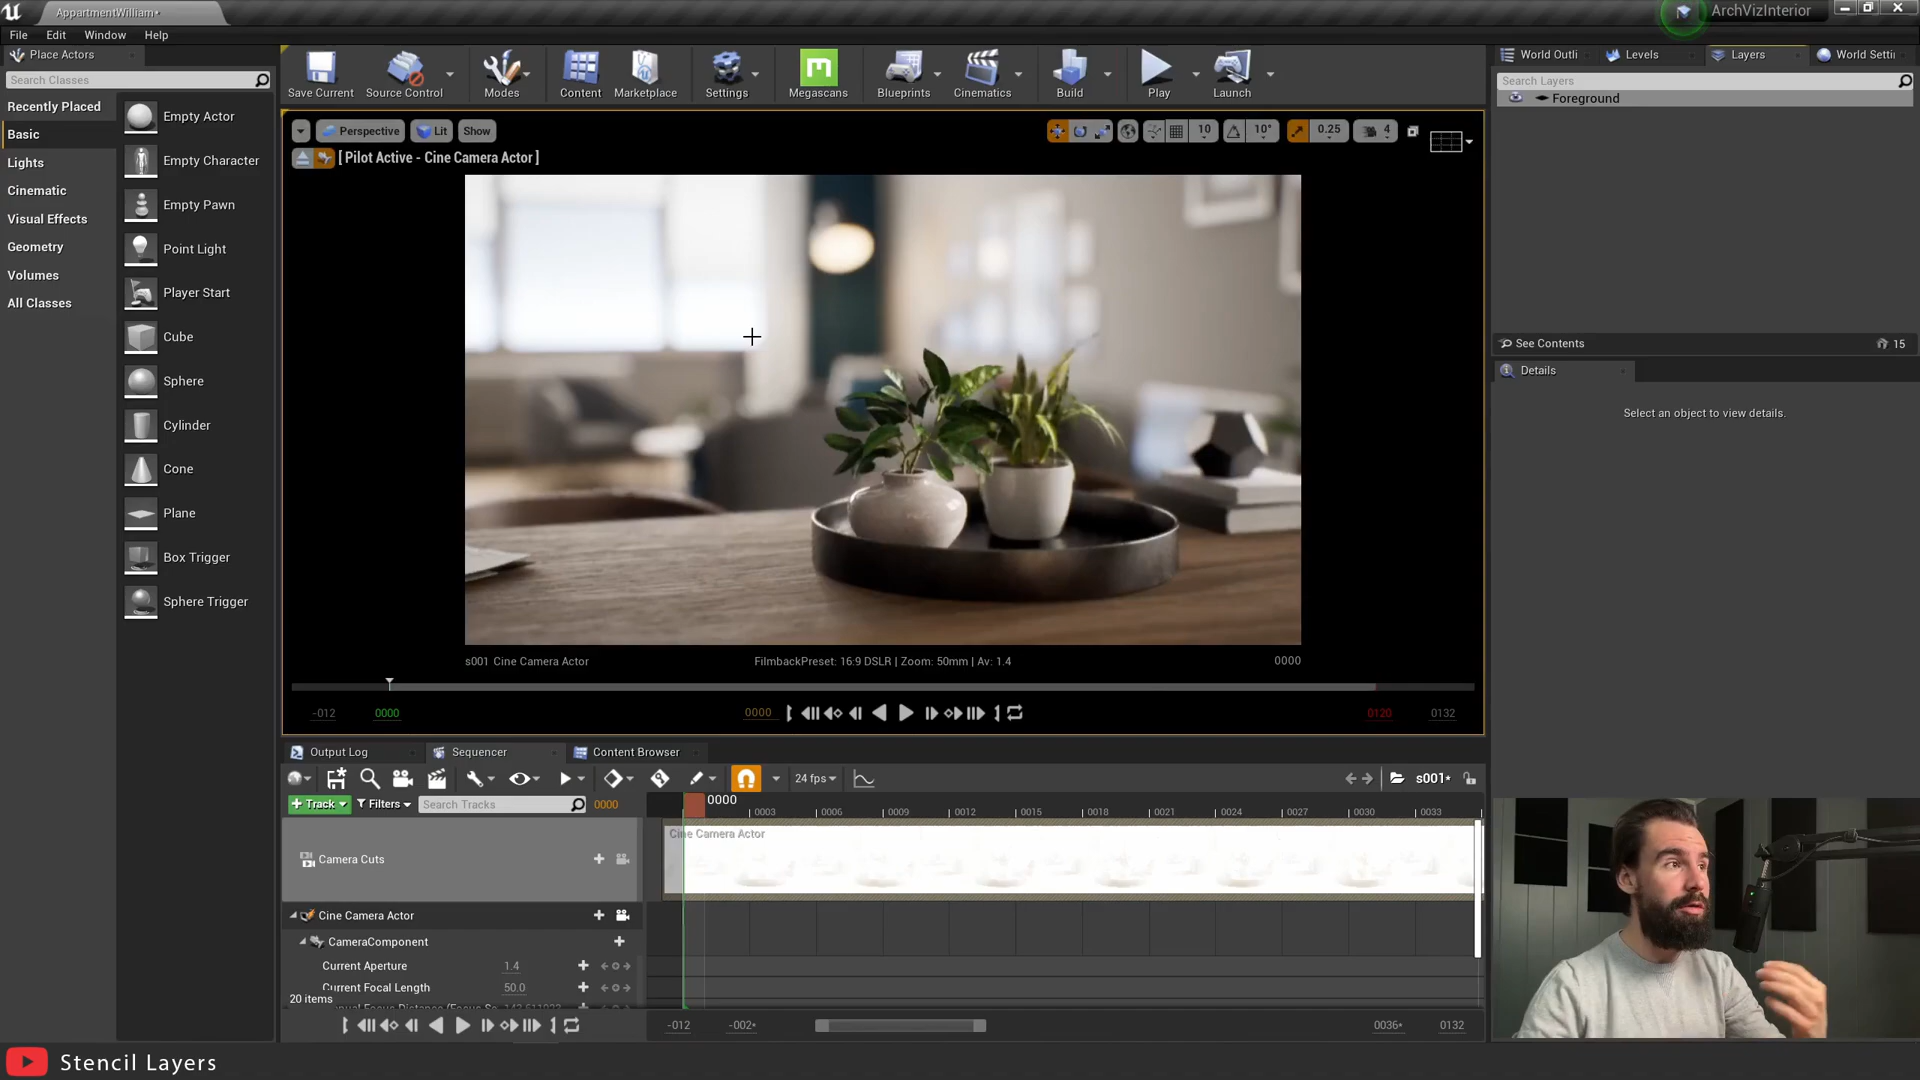 AppartmentWilliam*
ArchVizInterior
File Edit Window Help
Place Actors
Search Classes
Recently Placed
Basic
Lights
Cinematic
Visual Effects
Geometry
Volumes
All Classes
Empty Actor
Empty Character
Empty Pawn
Point Light
Player Start
Cube
Sphere
Cylinder
Cone
Plane
Box Trigger
Sphere Trigger
Save Current
Source Control
Modes
Content
Marketplace
Settings
Megascans
Blueprints
Cinematics
Build
Play
Launch
Perspective Lit Show
10 10° 0.25 4
[ Pilot Active - Cine Camera Actor ]
s001 Cine Camera Actor
FilmbackPreset: 16:9 DSLR | Zoom: 50mm | Av: 1.4
0000
-012 0000 0000 0120 0132
World Outli Levels Layers World Setti
Search Layers
Foreground
See Contents 15
Details
Select an object to view details.
Output Log Sequencer Content Browser
24 fps s001*
Track Filters Search Tracks 0000 0000
0003 0006 0009 0012 0015 0018 0021 0024 0027 0030 0033
Cine Camera Actor
Camera Cuts
Cine Camera Actor
CameraComponent
Current Aperture 1.4
Current Focal Length 50.0
20 items
-012 -002* 0036* 0132
Stencil Layers